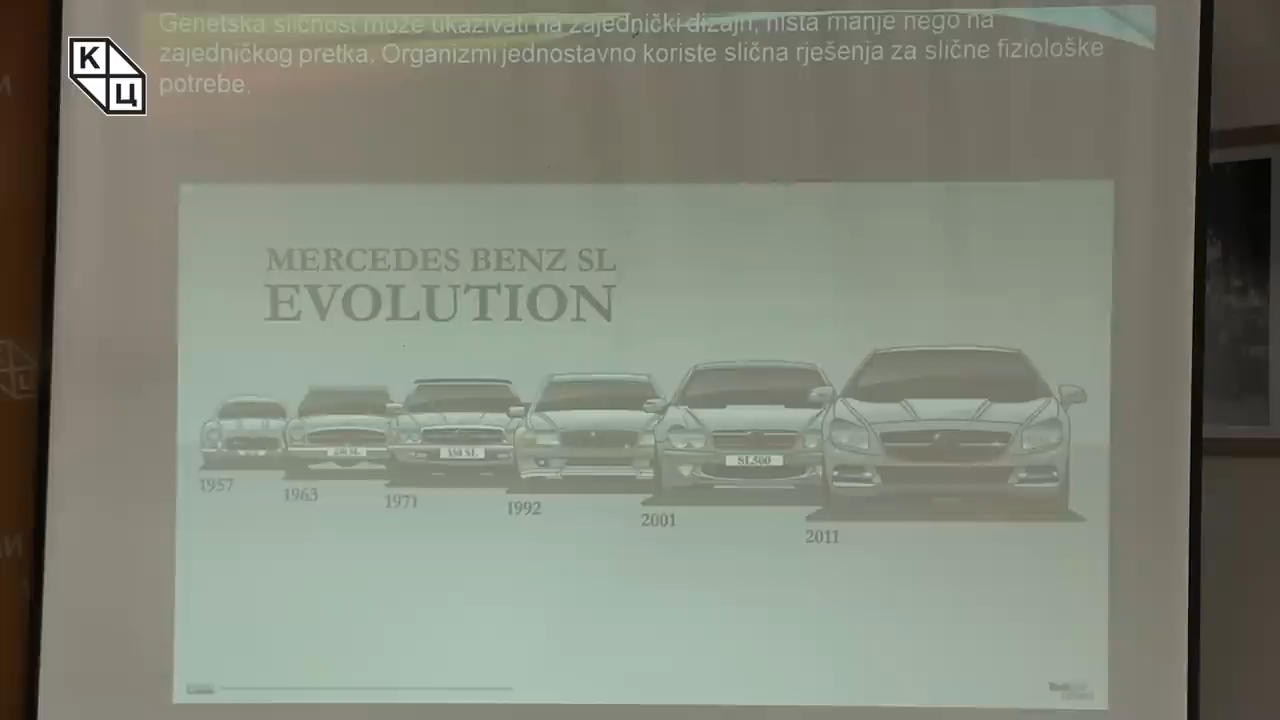 Genetska sličnost može ukazivati na zajednički dizajn, ništa manje nego na
zajedničkog pretka. Organizmi jednostavno koriste slična rješenja za slične fiziološke
potrebe.
К
Ц
MERCEDES BENZ SL
EVOLUTION
SL500
1957
1963
1971
1992
2001
2011